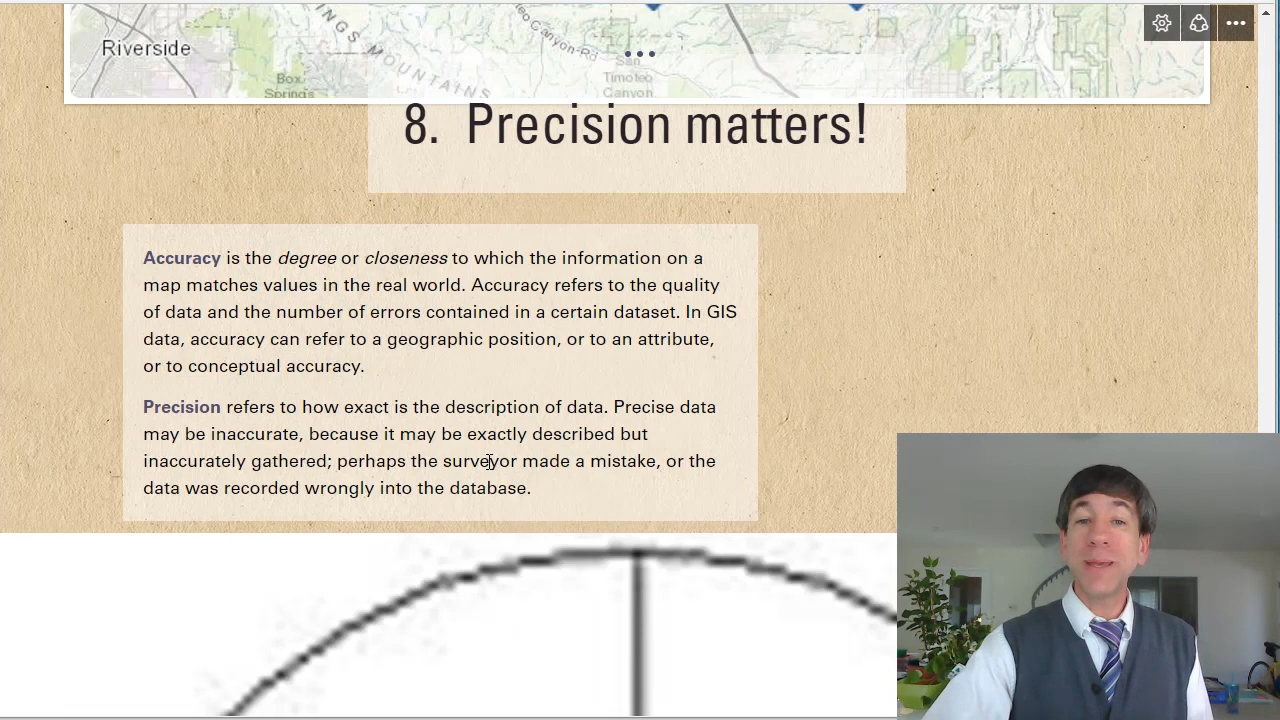 INGS MOUNTAINS
Canyon-Rd
Riverside
San
Timoteo
Canyon
Box
Springs
8. Precision matters!
Accuracy is the degree or closeness to which the information on a
map matches values in the real world. Accuracy refers to the quality
of data and the number of errors contained in a certain dataset. In GIS
data, accuracy can refer to a geographic position, or to an attribute,
or to conceptual accuracy.
Precision refers to how exact is the description of data. Precise data
may be inaccurate, because it may be exactly described but
inaccurately gathered; perhaps the surveyor made a mistake, or the
data was recorded wrongly into the database.